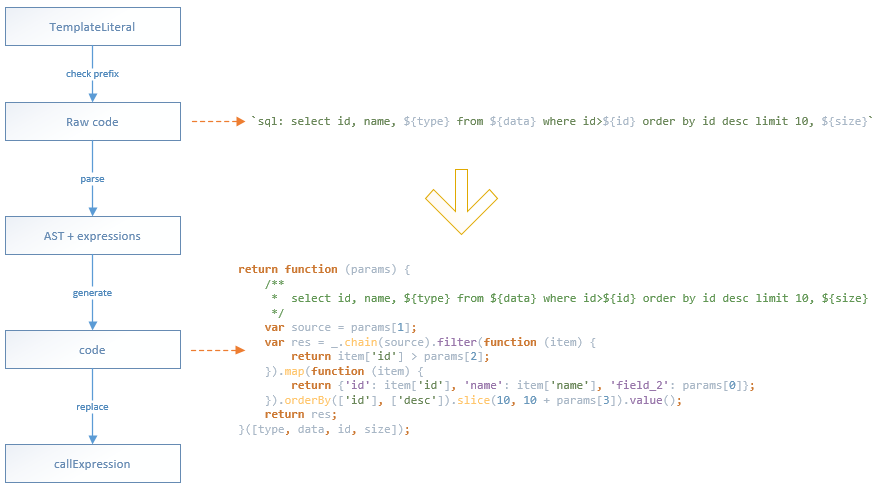 TemplateLiteral
check prefix
Raw code
`sql: select id, name, ${type} from ${data} where id>${id} order by id desc limit 10, ${size}`
parse
AST + expressions
generate
code
replace
callExpression
return function (params) {
/**
*  select id, name, ${type} from ${data} where id>${id} order by id desc limit 10, ${size}
*/
var source = params[1];
var res = _.chain(source).filter(function (item) {
return item['id'] > params[2];
}).map(function (item) {
return {'id': item['id'], 'name': item['name'], 'field_2': params[0]};
}).orderBy(['id'], ['desc']).slice(10, 10 + params[3]).value();
return res;
}([type, data, id, size]);